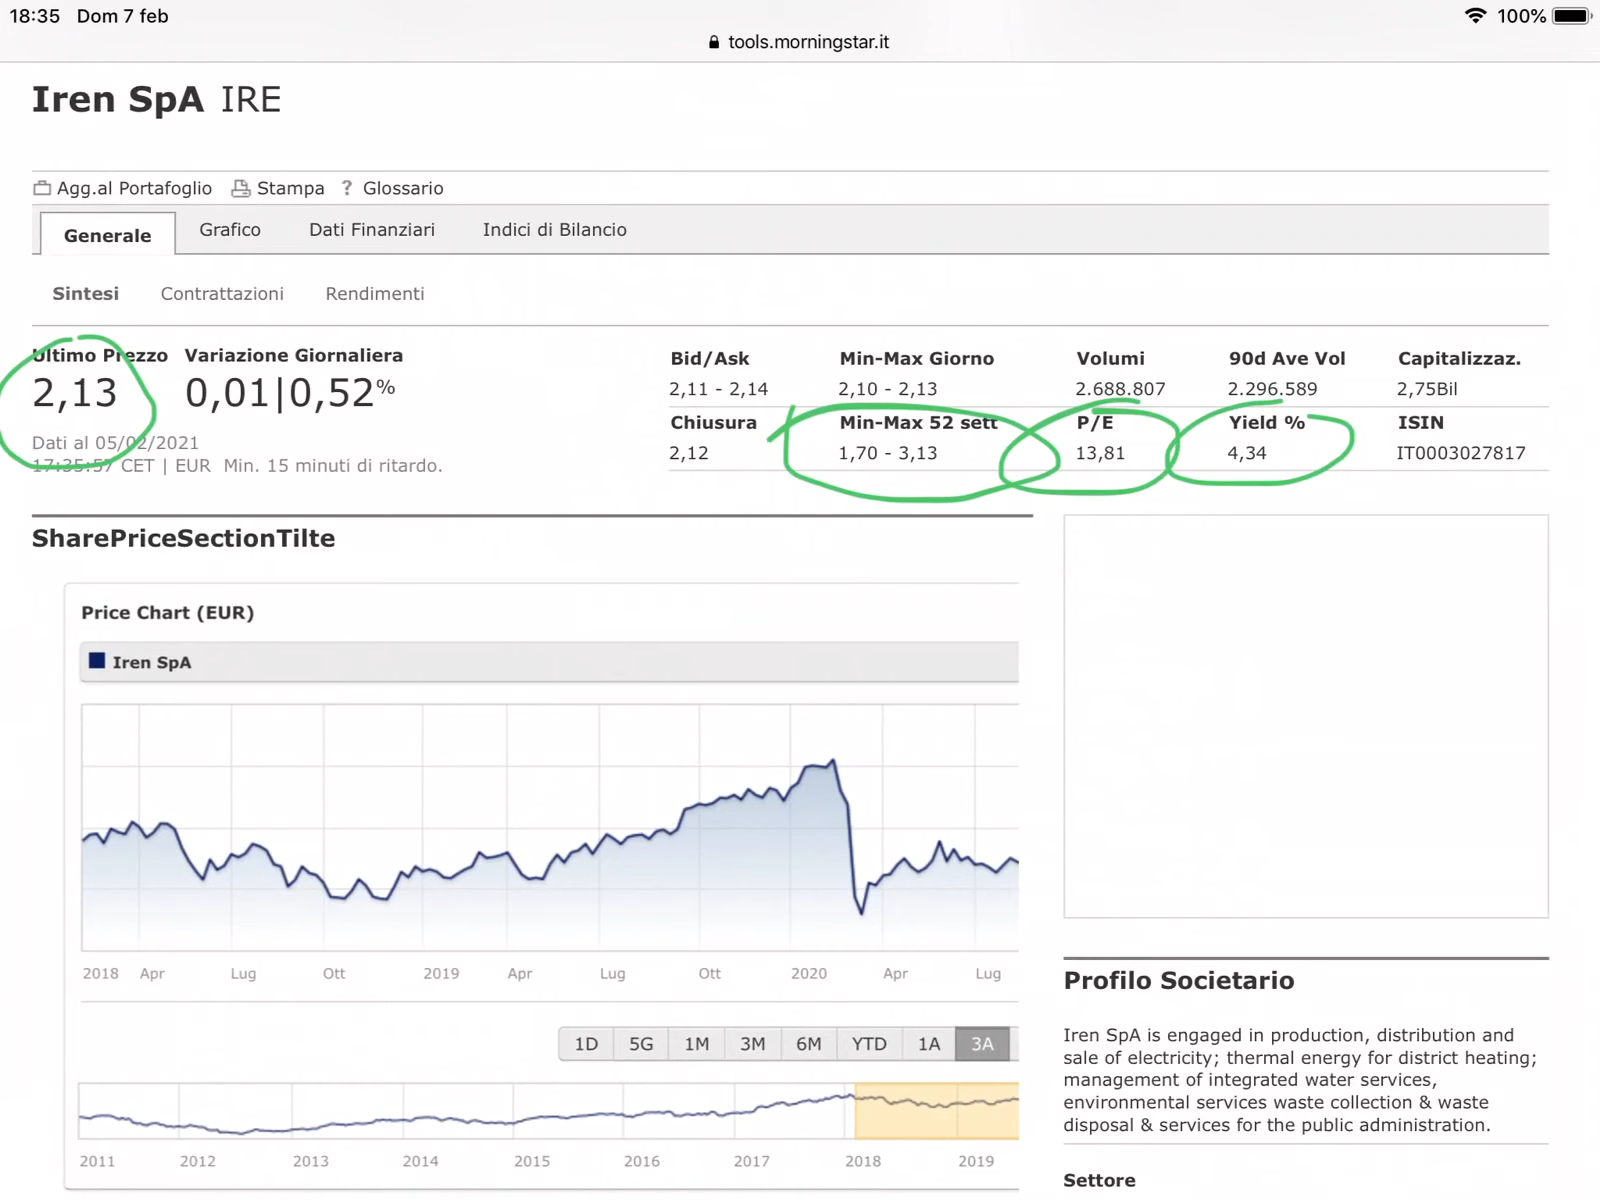 18:35 Dom 7 feb 100%
tools.morningstar.it
Iren SpA IRE
Agg.al Portafoglio Stampa ? Glossario
Generale Grafico Dati Finanziari Indici di Bilancio
Sintesi Contrattazioni Rendimenti
Ultimo Prezzo Variazione Giornaliera
2,13 0,01|0,52%
Dati al 05/02/2021
17:35:57 CET | EUR Min. 15 minuti di ritardo.
Bid/Ask Min-Max Giorno Volumi 90d Ave Vol Capitalizzaz.
2,11 - 2,14 2,10 - 2,13 2.688.807 2.296.589 2,75Bil
Chiusura Min-Max 52 sett P/E Yield % ISIN
2,12 1,70 - 3,13 13,81 4,34 IT0003027817
SharePriceSectionTilte
Price Chart (EUR)
Iren SpA
2018 Apr Lug Ott 2019 Apr Lug Ott 2020 Apr Lug
1D 5G 1M 3M 6M YTD 1A 3A
2011 2012 2013 2014 2015 2016 2017 2018 2019
Profilo Societario
Iren SpA is engaged in production, distribution and
sale of electricity; thermal energy for district heating;
management of integrated water services,
environmental services waste collection & waste
disposal & services for the public administration.
Settore